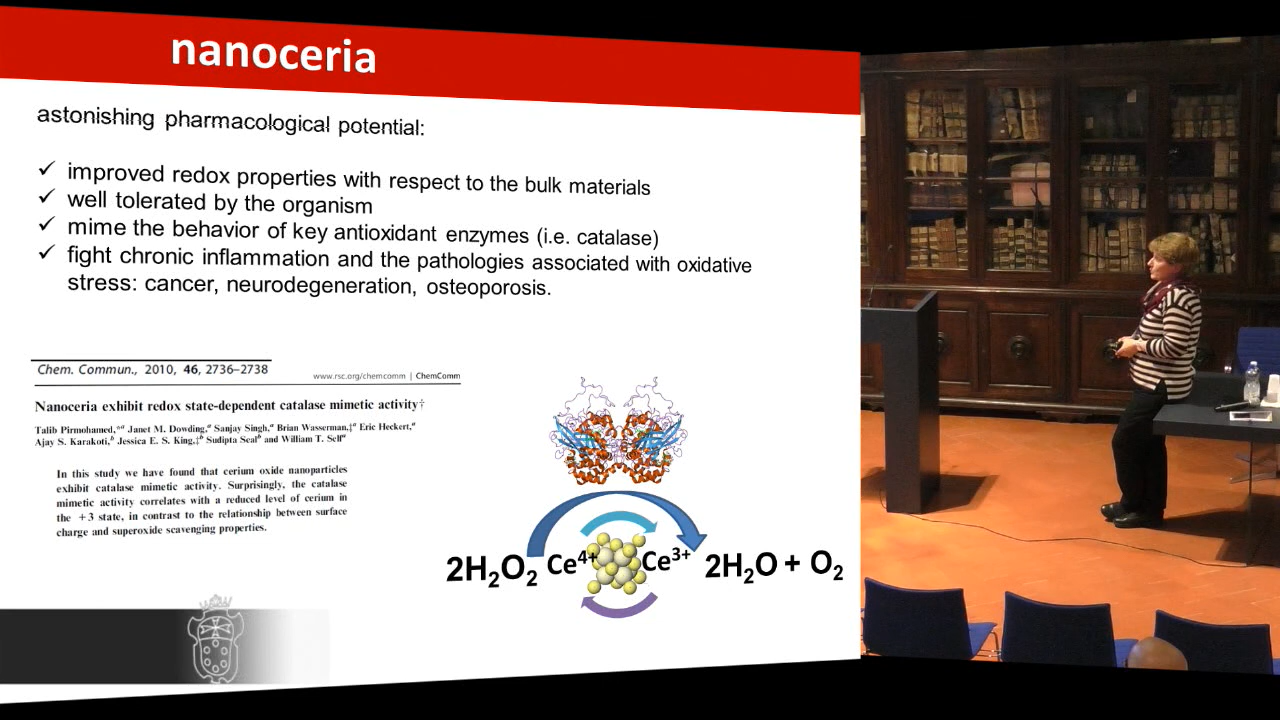 nanoceria
astonishing pharmacological potential:
✓ improved redox properties with respect to the bulk materials
✓ well tolerated by the organism
✓ mime the behavior of key antioxidant enzymes (i.e. catalase)
✓ fight chronic inflammation and the pathologies associated with oxidative
stress: cancer, neurodegeneration, osteoporosis.
Chem. Commun., 2010, 46, 2736–2738
www.rsc.org/chemcomm | ChemComm
Nanoceria exhibit redox state-dependent catalase mimetic activity†
Talib Pirmohamed,*ᵃ Janet M. Dowding,ᵃ Sanjay Singh,ᵃ Brian Wasserman,‡ᵃ Eric Heckert,ᵃ
Ajay S. Karakoti,ᵇ Jessica E. S. King,‡ᵇ Sudipta Sealᵇ and William T. Selfᵃ
In this study we have found that cerium oxide nanoparticles
exhibit catalase mimetic activity. Surprisingly, the catalase
mimetic activity correlates with a reduced level of cerium in
the +3 state, in contrast to the relationship between surface
charge and superoxide scavenging properties.
2H₂O₂ Ce⁴⁺ Ce³⁺ 2H₂O + O₂